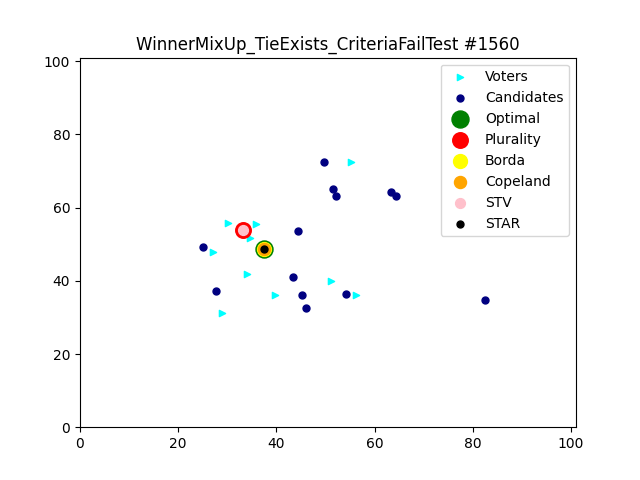 WinnerMixUp_TieExists_CriteriaFailTest #1560
100
80
60
40
20
0
0 20 40 60 80 100
Voters
Candidates
Optimal
Plurality
Borda
Copeland
STV
STAR